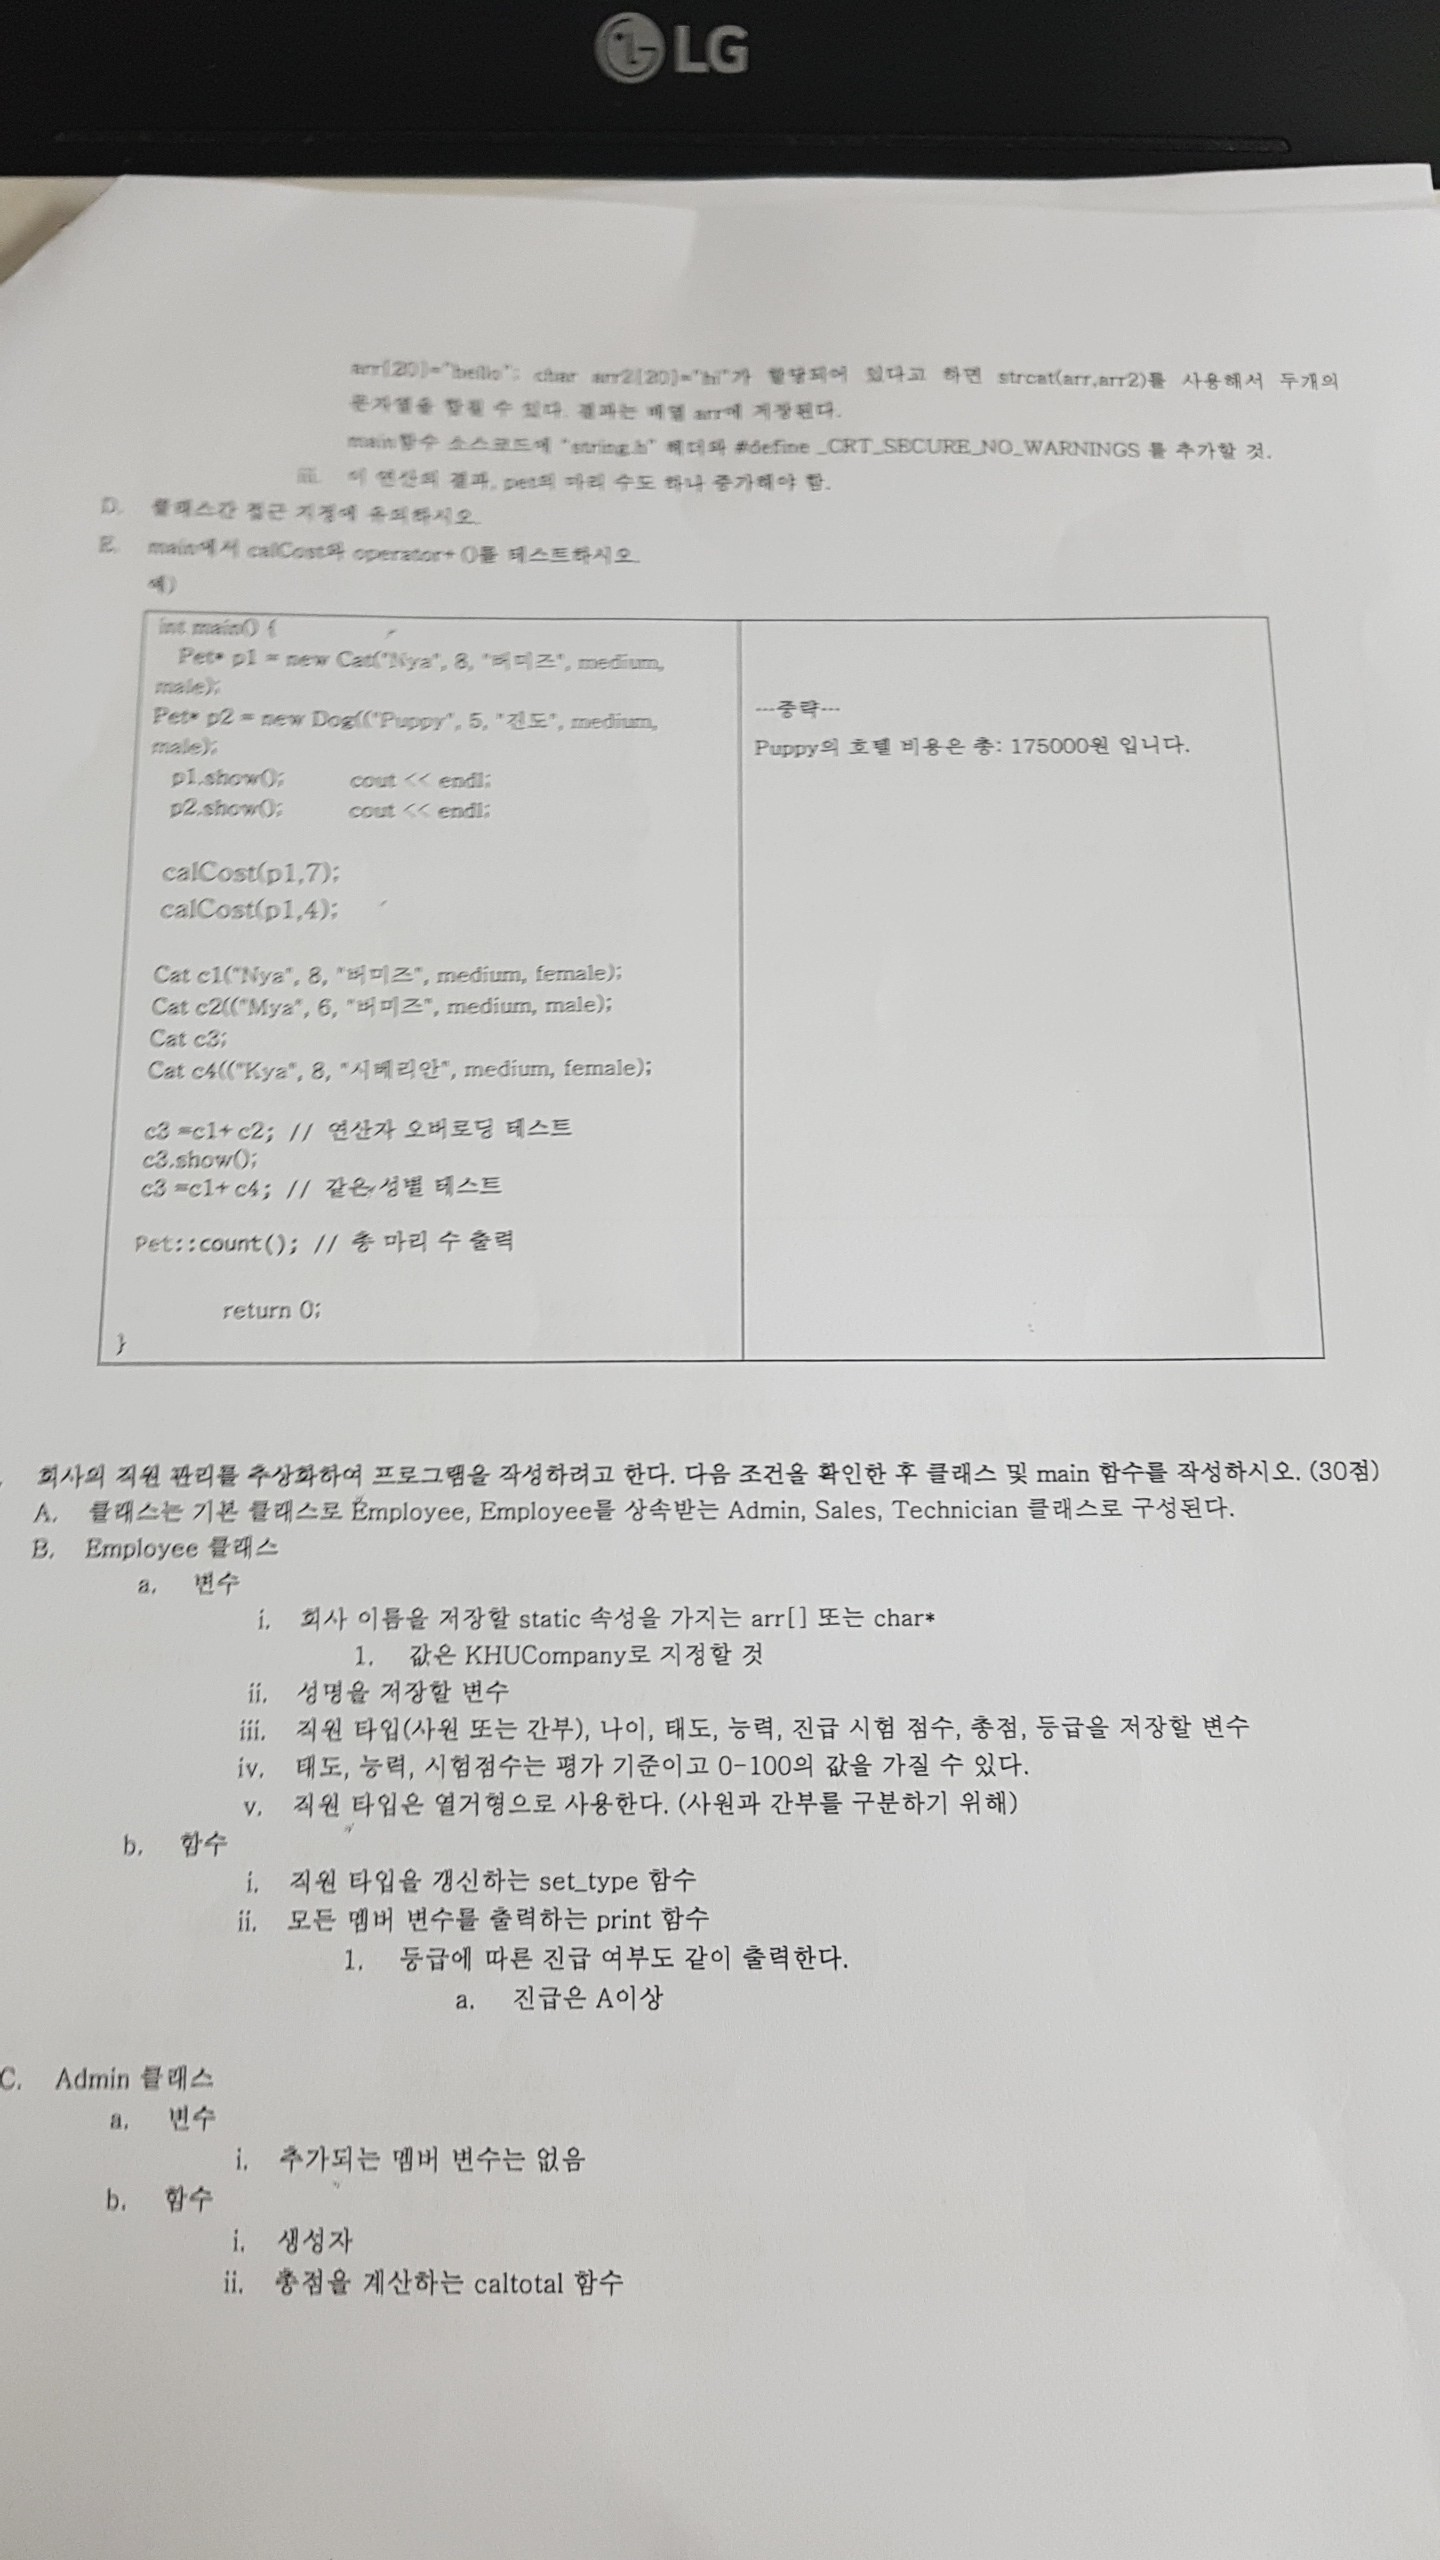 LG
arr[20]="hello"; char arr2[20]="hi"가 할당되어 있다고 하면 strcat(arr,arr2)를 사용해서 두개의
문자열을 합칠 수 있다. 결과는 배열 arr에 저장된다.
main함수 소스코드에 "string.h" 헤더와 #define _CRT_SECURE_NO_WARNINGS 를 추가할 것.
iii. 이 연산의 결과, pet의 마리 수도 하나 증가해야 함.
D. 클래스간 접근 지정에 유의하시오.
E. main에서 calCost와 operator+ ()를 테스트하시오.
예)
int main() {
Pet* p1 = new Cat("Nya", 8, "버미즈", medium,
male);
Pet* p2 = new Dog(("Puppy", 5, "진도", medium,
male);
p1.show(); cout << endl;
p2.show(); cout << endl;
calCost(p1,7);
calCost(p1,4);
Cat c1("Nya", 8, "버미즈", medium, female);
Cat c2(("Mya", 6, "버미즈", medium, male);
Cat c3;
Cat c4(("Kya", 8, "시베리안", medium, female);
c3 =c1+ c2; // 연산자 오버로딩 테스트
c3.show();
c3 =c1+ c4; // 같은 성별 테스트
Pet::count(); // 총 마리 수 출력
return 0;
}
---중략---
Puppy의 호텔 비용은 총: 175000원 입니다.
회사의 직원 관리를 추상화하여 프로그램을 작성하려고 한다. 다음 조건을 확인한 후 클래스 및 main 함수를 작성하시오. (30점)
A. 클래스는 기본 클래스로 Employee, Employee를 상속받는 Admin, Sales, Technician 클래스로 구성된다.
B. Employee 클래스
a. 변수
i. 회사 이름을 저장할 static 속성을 가지는 arr[] 또는 char*
1. 값은 KHUCompany로 지정할 것
ii. 성명을 저장할 변수
iii. 직원 타입(사원 또는 간부), 나이, 태도, 능력, 진급 시험 점수, 총점, 등급을 저장할 변수
iv. 태도, 능력, 시험점수는 평가 기준이고 0-100의 값을 가질 수 있다.
v. 직원 타입은 열거형으로 사용한다. (사원과 간부를 구분하기 위해)
b. 함수
i. 직원 타입을 갱신하는 set_type 함수
ii. 모든 멤버 변수를 출력하는 print 함수
1. 등급에 따른 진급 여부도 같이 출력한다.
a. 진급은 A이상
C. Admin 클래스
a. 변수
i. 추가되는 멤버 변수는 없음
b. 함수
i. 생성자
ii. 총점을 계산하는 caltotal 함수